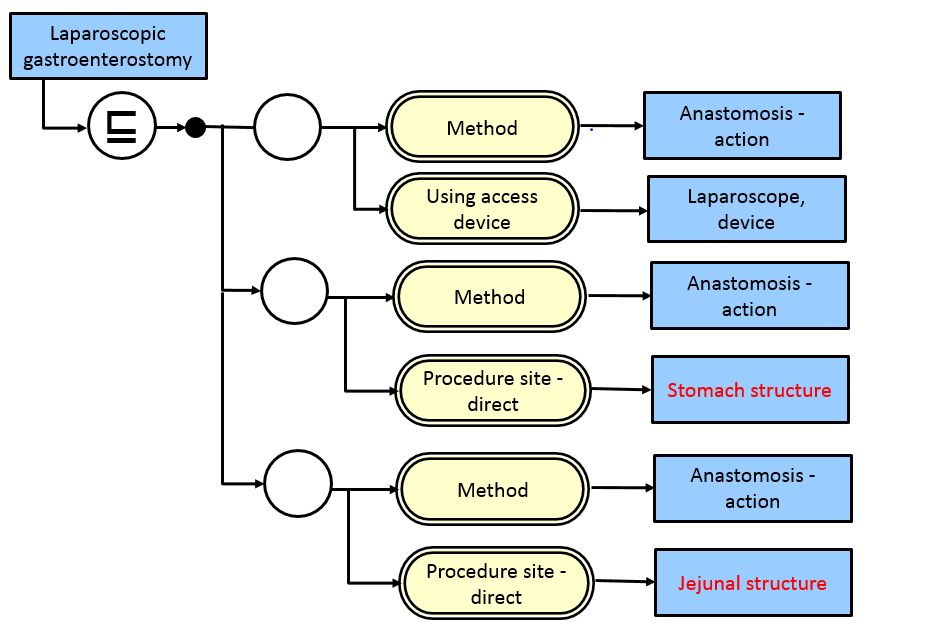 Laparoscopic
gastroenterostomy
⊑
Method
Anastomosis -
action
Using access
device
Laparoscope,
device
Method
Anastomosis -
action
Procedure site -
direct
Stomach structure
Method
Anastomosis -
action
Procedure site -
direct
Jejunal structure